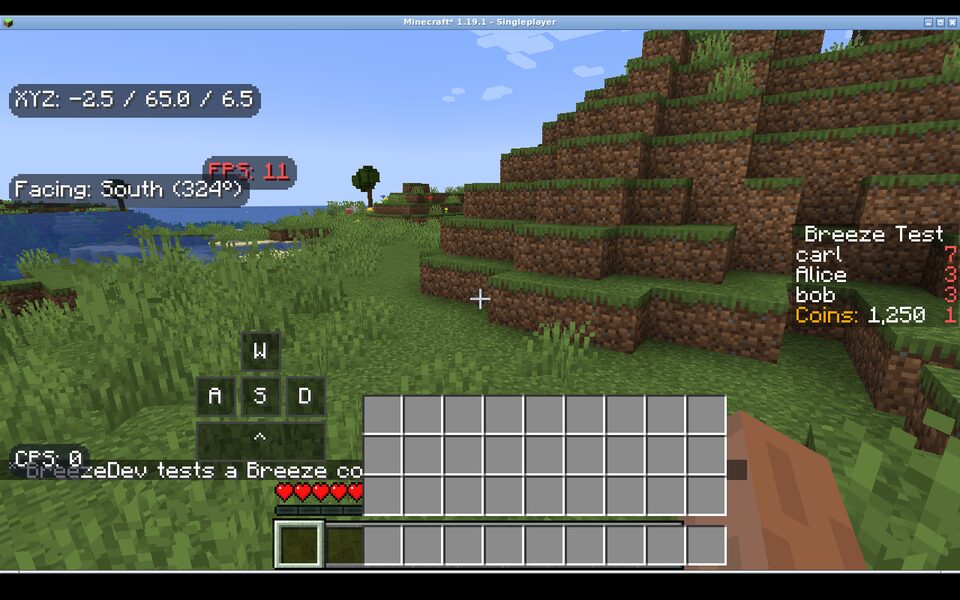 Minecraft* 1.19.1 - Singleplayer
XYZ: -2.5 / 65.0 / 6.5
FPS: 11
Facing: South (324°)
Breeze Test
carl 7
Alice 3
bob 3
Coins: 1,250 1
W
A S D
^
CPS: 0
BreezeDev tests a Breeze co